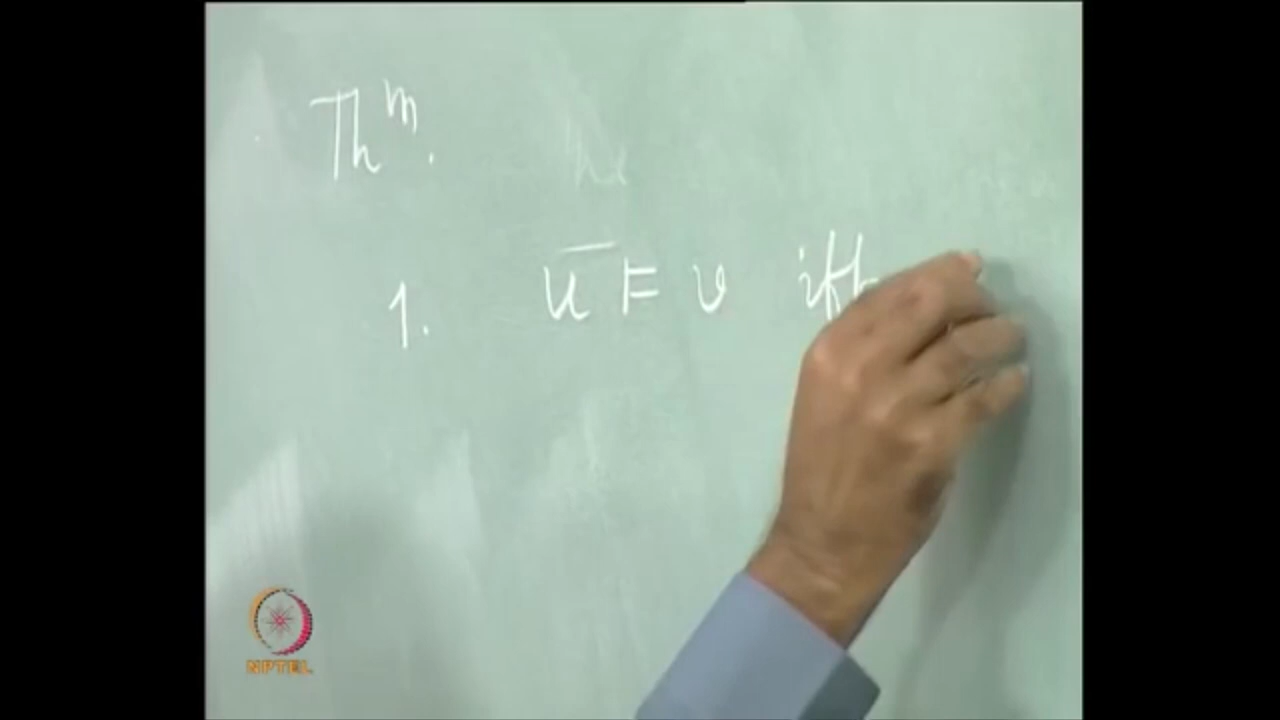 Thᵐ.
1. u̅ ⊨ v iff
NPTEL